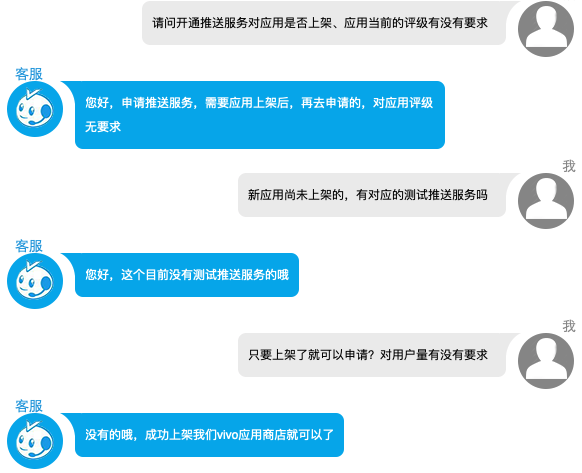 请问开通推送服务对应用是否上架、应用当前的评级有没有要求
客服
您好，申请推送服务，需要应用上架后，再去申请的，对应用评级
无要求
我
新应用尚未上架的，有对应的测试推送服务吗
客服
您好，这个目前没有测试推送服务的哦
我
只要上架了就可以申请？对用户量有没有要求
客服
没有的哦，成功上架我们vivo应用商店就可以了